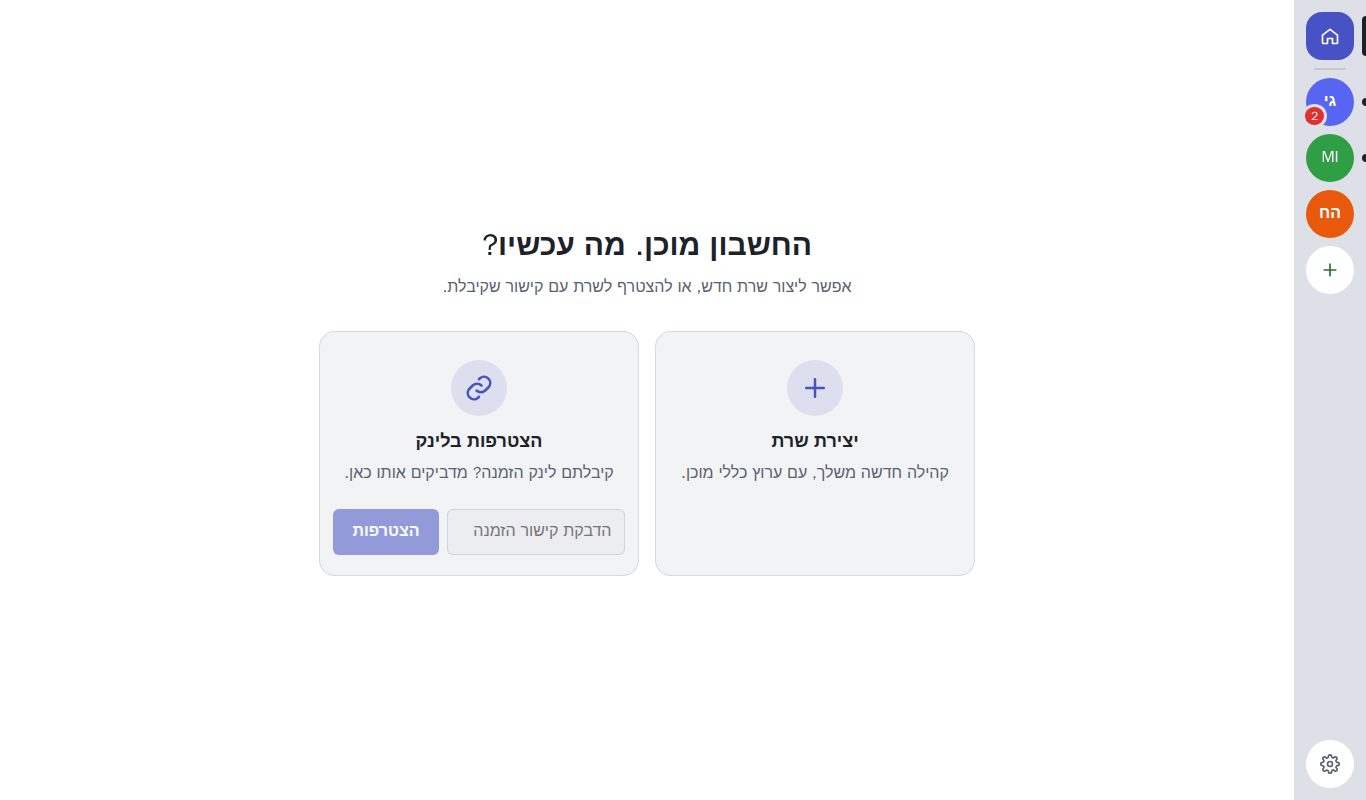 גי
2
MI
הח
החשבון מוכן. מה עכשיו?
אפשר ליצור שרת חדש, או להצטרף לשרת עם קישור שקיבלת.
יצירת שרת
קהילה חדשה משלך, עם ערוץ כללי מוכן.
הצטרפות בלינק
קיבלתם לינק הזמנה? מדביקים אותו כאן.
הדבקת קישור הזמנה
הצטרפות